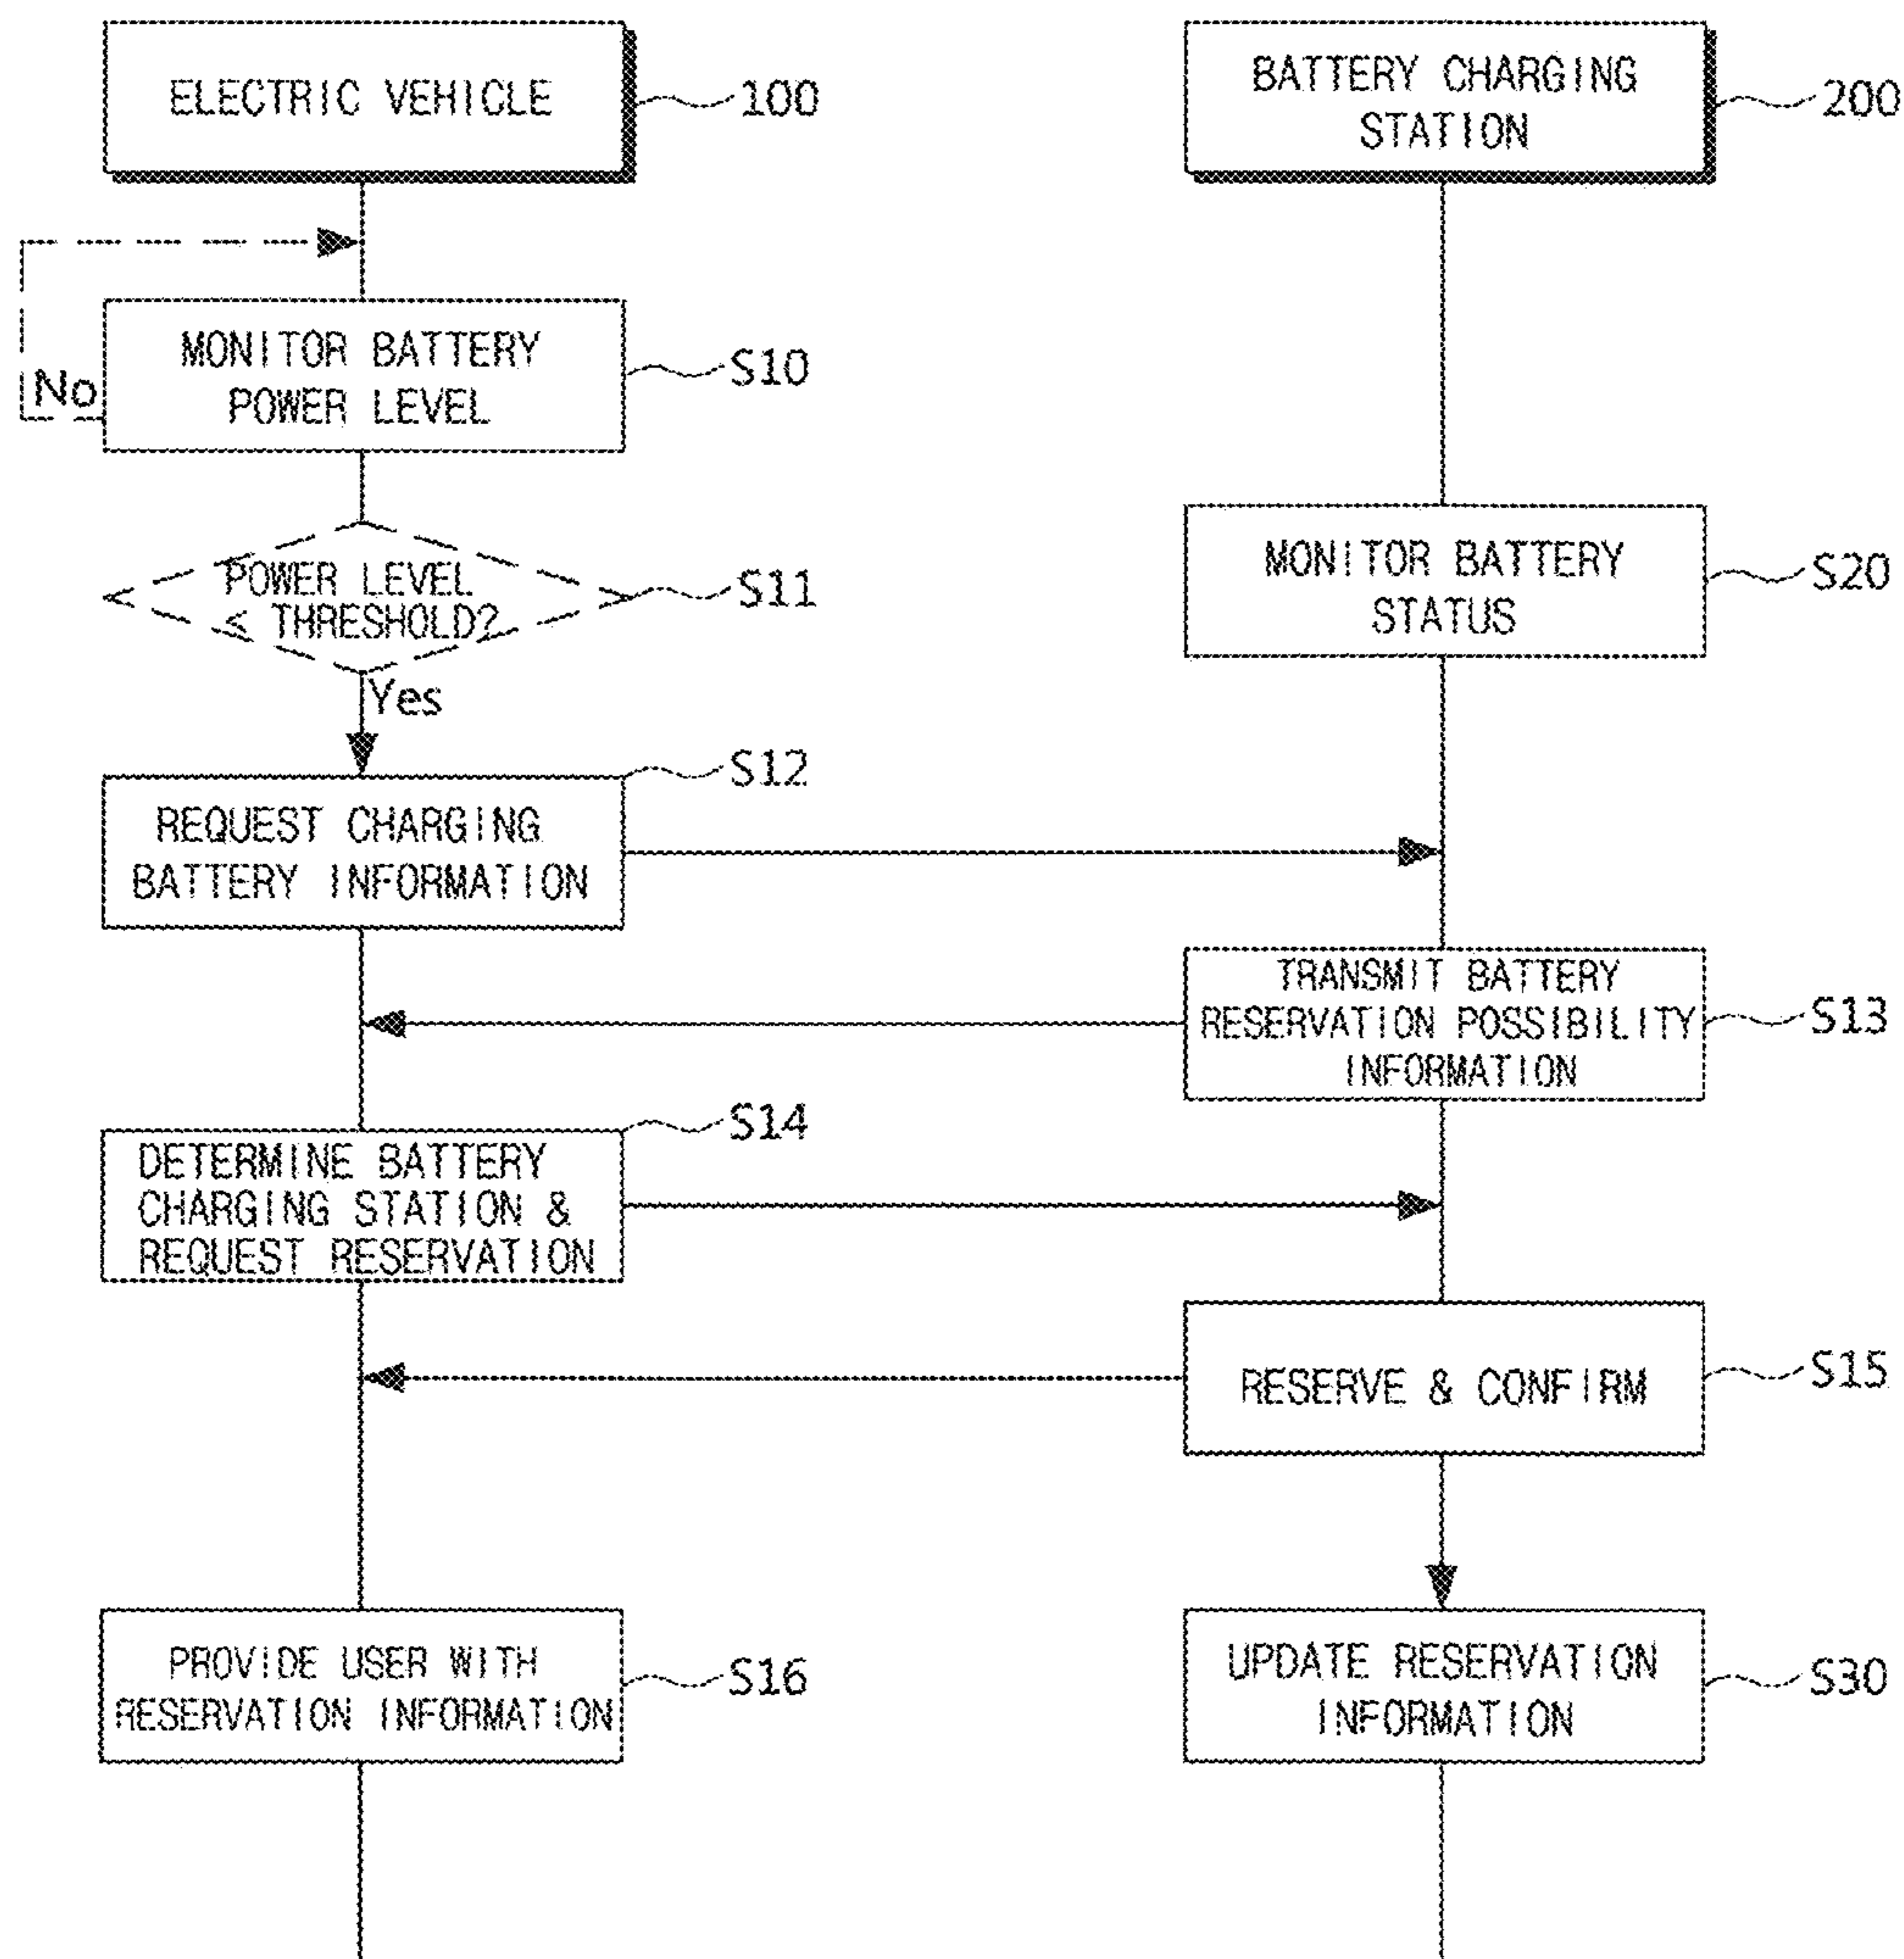 ELECTRIC VEHICLE
100
BATTERY CHARGING
STATION
200
MONITOR BATTERY
POWER LEVEL
S10
No
POWER LEVEL
< THRESHOLD?
S11
MONITOR BATTERY
STATUS
S20
Yes
S12
REQUEST CHARGING
BATTERY INFORMATION
TRANSMIT BATTERY
RESERVATION POSSIBILITY
INFORMATION
S13
S14
DETERMINE BATTERY
CHARGING STATION &
REQUEST RESERVATION
RESERVE & CONFIRM
S15
PROVIDE USER WITH
RESERVATION INFORMATION
S16
UPDATE RESERVATION
INFORMATION
S30